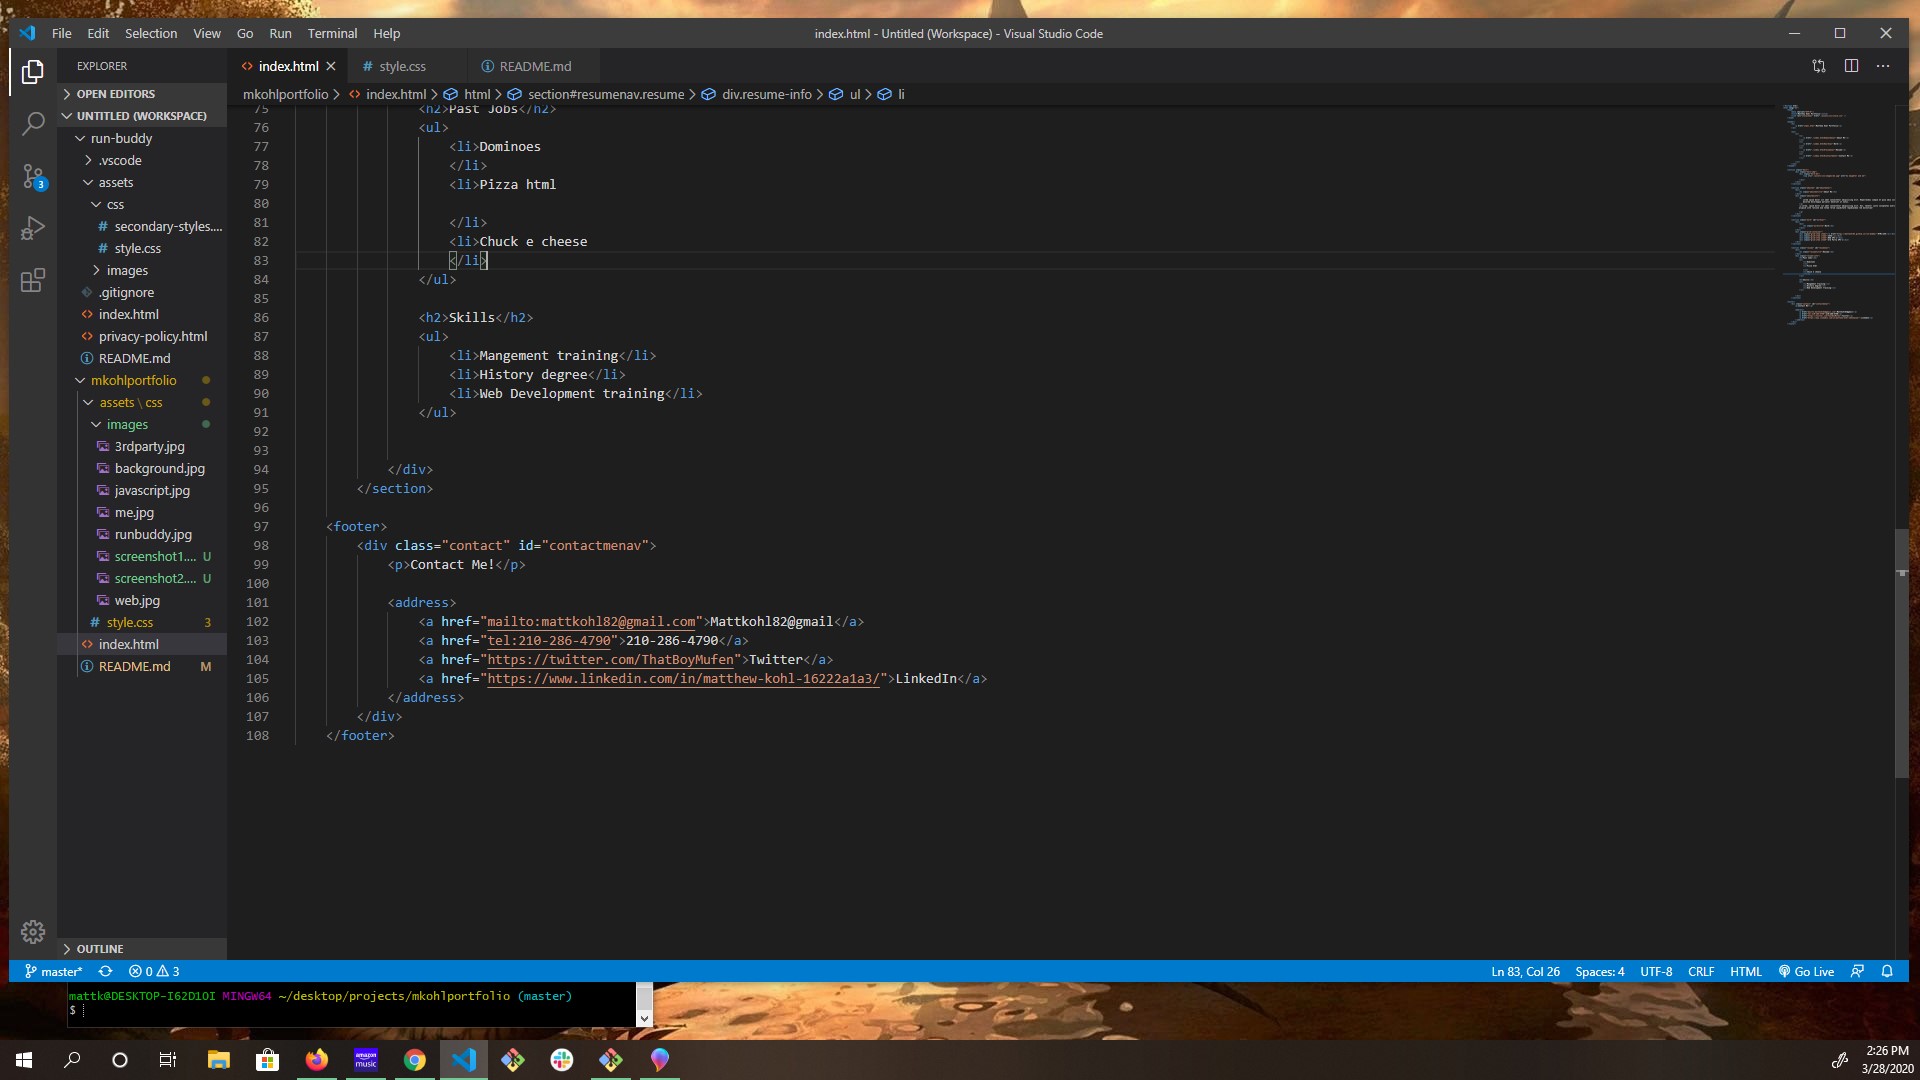 File Edit Selection View Go Run Terminal Help
index.html - Untitled (Workspace) - Visual Studio Code
EXPLORER
OPEN EDITORS
UNTITLED (WORKSPACE)
run-buddy
.vscode
assets
css
secondary-styles....
style.css
images
.gitignore
index.html
privacy-policy.html
README.md
mkohlportfolio
assets \ css
images
3rdparty.jpg
background.jpg
javascript.jpg
me.jpg
runbuddy.jpg
screenshot1.... U
screenshot2.... U
web.jpg
style.css 3
index.html
README.md M
OUTLINE
3
index.html style.css README.md
mkohlportfolio > index.html > html > section#resumenav.resume > div.resume-info > ul > li
75 <h2>Past Jobs</h2>
76 <ul>
77 <li>Dominoes
78 </li>
79 <li>Pizza html
80
81 </li>
82 <li>Chuck e cheese
83 </li>
84 </ul>
85
86 <h2>Skills</h2>
87 <ul>
88 <li>Mangement training</li>
89 <li>History degree</li>
90 <li>Web Development training</li>
91 </ul>
92
93
94 </div>
95 </section>
96
97 <footer>
98 <div class="contact" id="contactmenav">
99 <p>Contact Me!</p>
100
101 <address>
102 <a href="mailto:mattkohl82@gmail.com">Mattkohl82@gmail</a>
103 <a href="tel:210-286-4790">210-286-4790</a>
104 <a href="https://twitter.com/ThatBoyMufen">Twitter</a>
105 <a href="https://www.linkedin.com/in/matthew-kohl-16222a1a3/">LinkedIn</a>
106 </address>
107 </div>
108 </footer>
master* 0 3
Ln 83, Col 26 Spaces: 4 UTF-8 CRLF HTML Go Live
mattk@DESKTOP-I62D1OI MINGW64 ~/desktop/projects/mkohlportfolio (master)
$
amazon
music
2:26 PM
3/28/2020